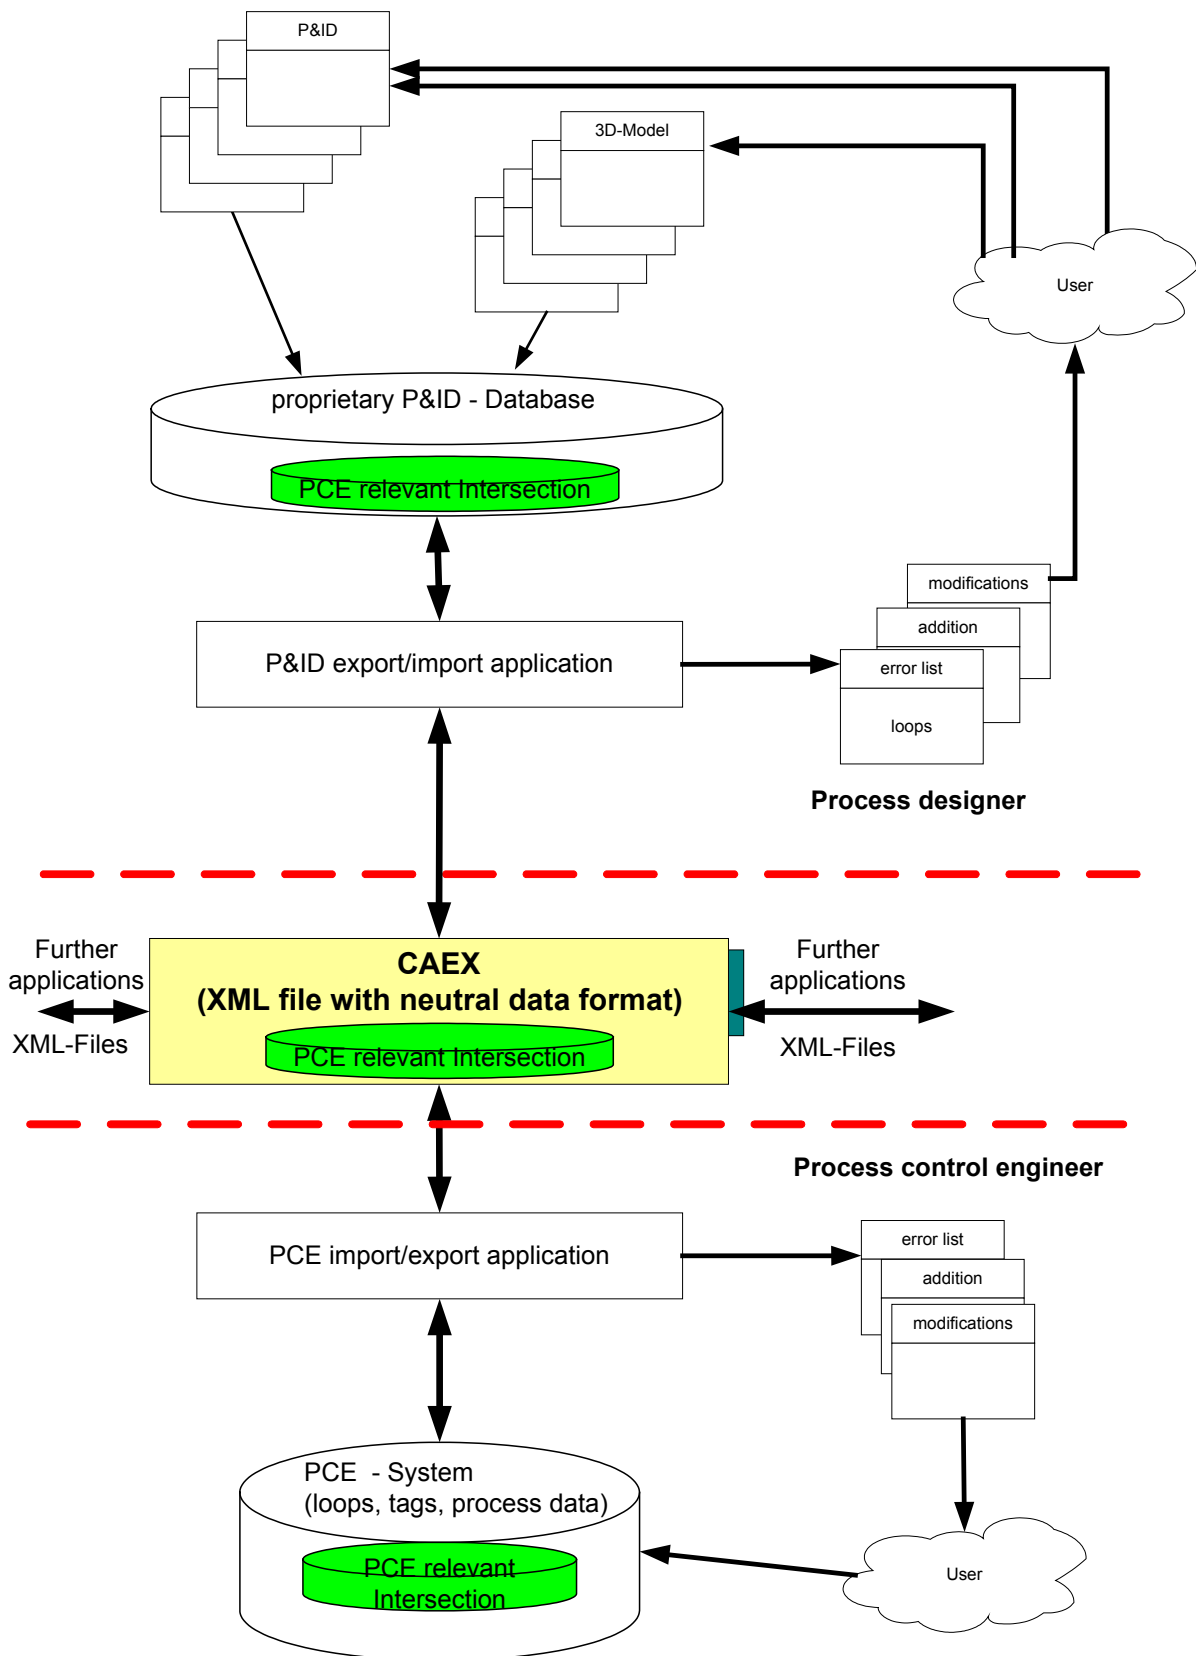 P&ID
3D-Model
User
proprietary P&ID - Database
PCE relevant Intersection
modifications
addition
error list
loops
P&ID export/import application
Process designer
Further
applications
XML-Files
CAEX
(XML file with neutral data format)
PCE relevant Intersection
Further
applications
XML-Files
Process control engineer
PCE import/export application
error list
addition
modifications
PCE - System
(loops, tags, process data)
PCE relevant
Intersection
User